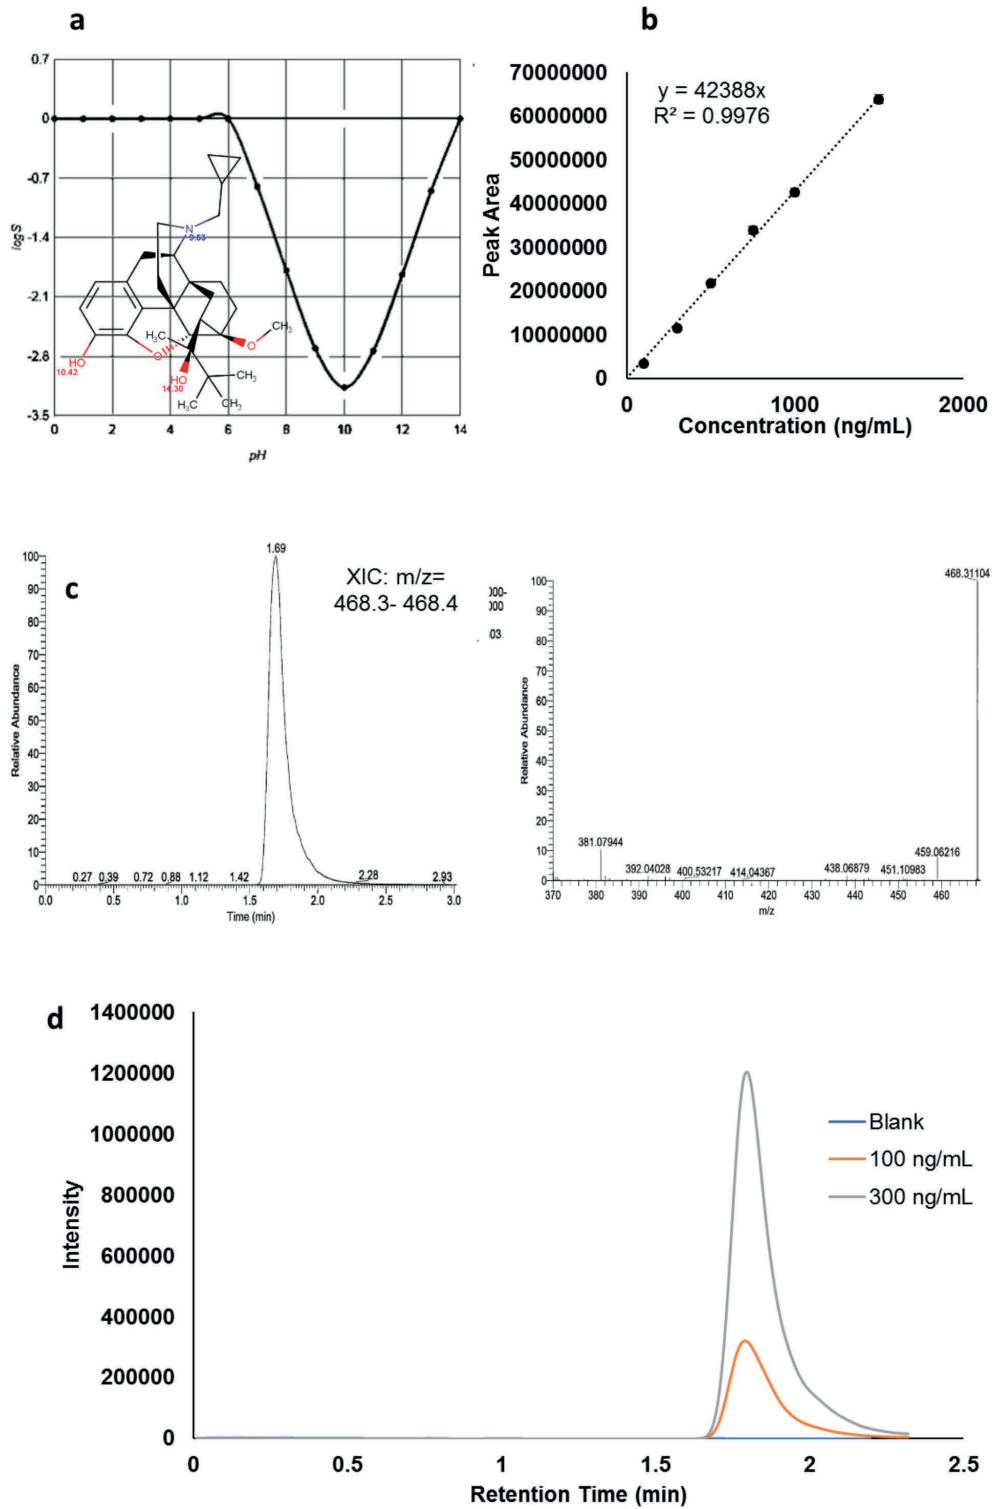 a
0.7
0
-0.7
-1.4
-2.1
-2.8
-3.5
logS
0 2 4 6 8 10 12 14
pH
N
9.63
CH₃
O
H₃C
O
HO
10.42
HO
14.30
CH₃
H₃C
CH₃
b
70000000
60000000
50000000
40000000
30000000
20000000
10000000
0
Peak Area
y = 42388x
R² = 0.9976
0 1000 2000
Concentration (ng/mL)
c
XIC: m/z=
468.3- 468.4
1.69
100
90
80
70
60
50
40
30
20
10
0
Relative Abundance
0.27 0.39 0.72 0.88 1.12 1.42 2.28 2.93
0.0 0.5 1.0 1.5 2.0 2.5 3.0
Time (min)
000-
000
03
468.31104
100
90
80
70
60
50
40
30
20
10
0
Relative Abundance
381.07944
392.04028
400.53217
414.04367
438.06879
451.10983
459.06216
370 380 390 400 410 420 430 440 450 460
m/z
d
1400000
1200000
1000000
800000
600000
400000
200000
0
Intensity
Blank
100 ng/mL
300 ng/mL
0 0.5 1 1.5 2 2.5
Retention Time (min)